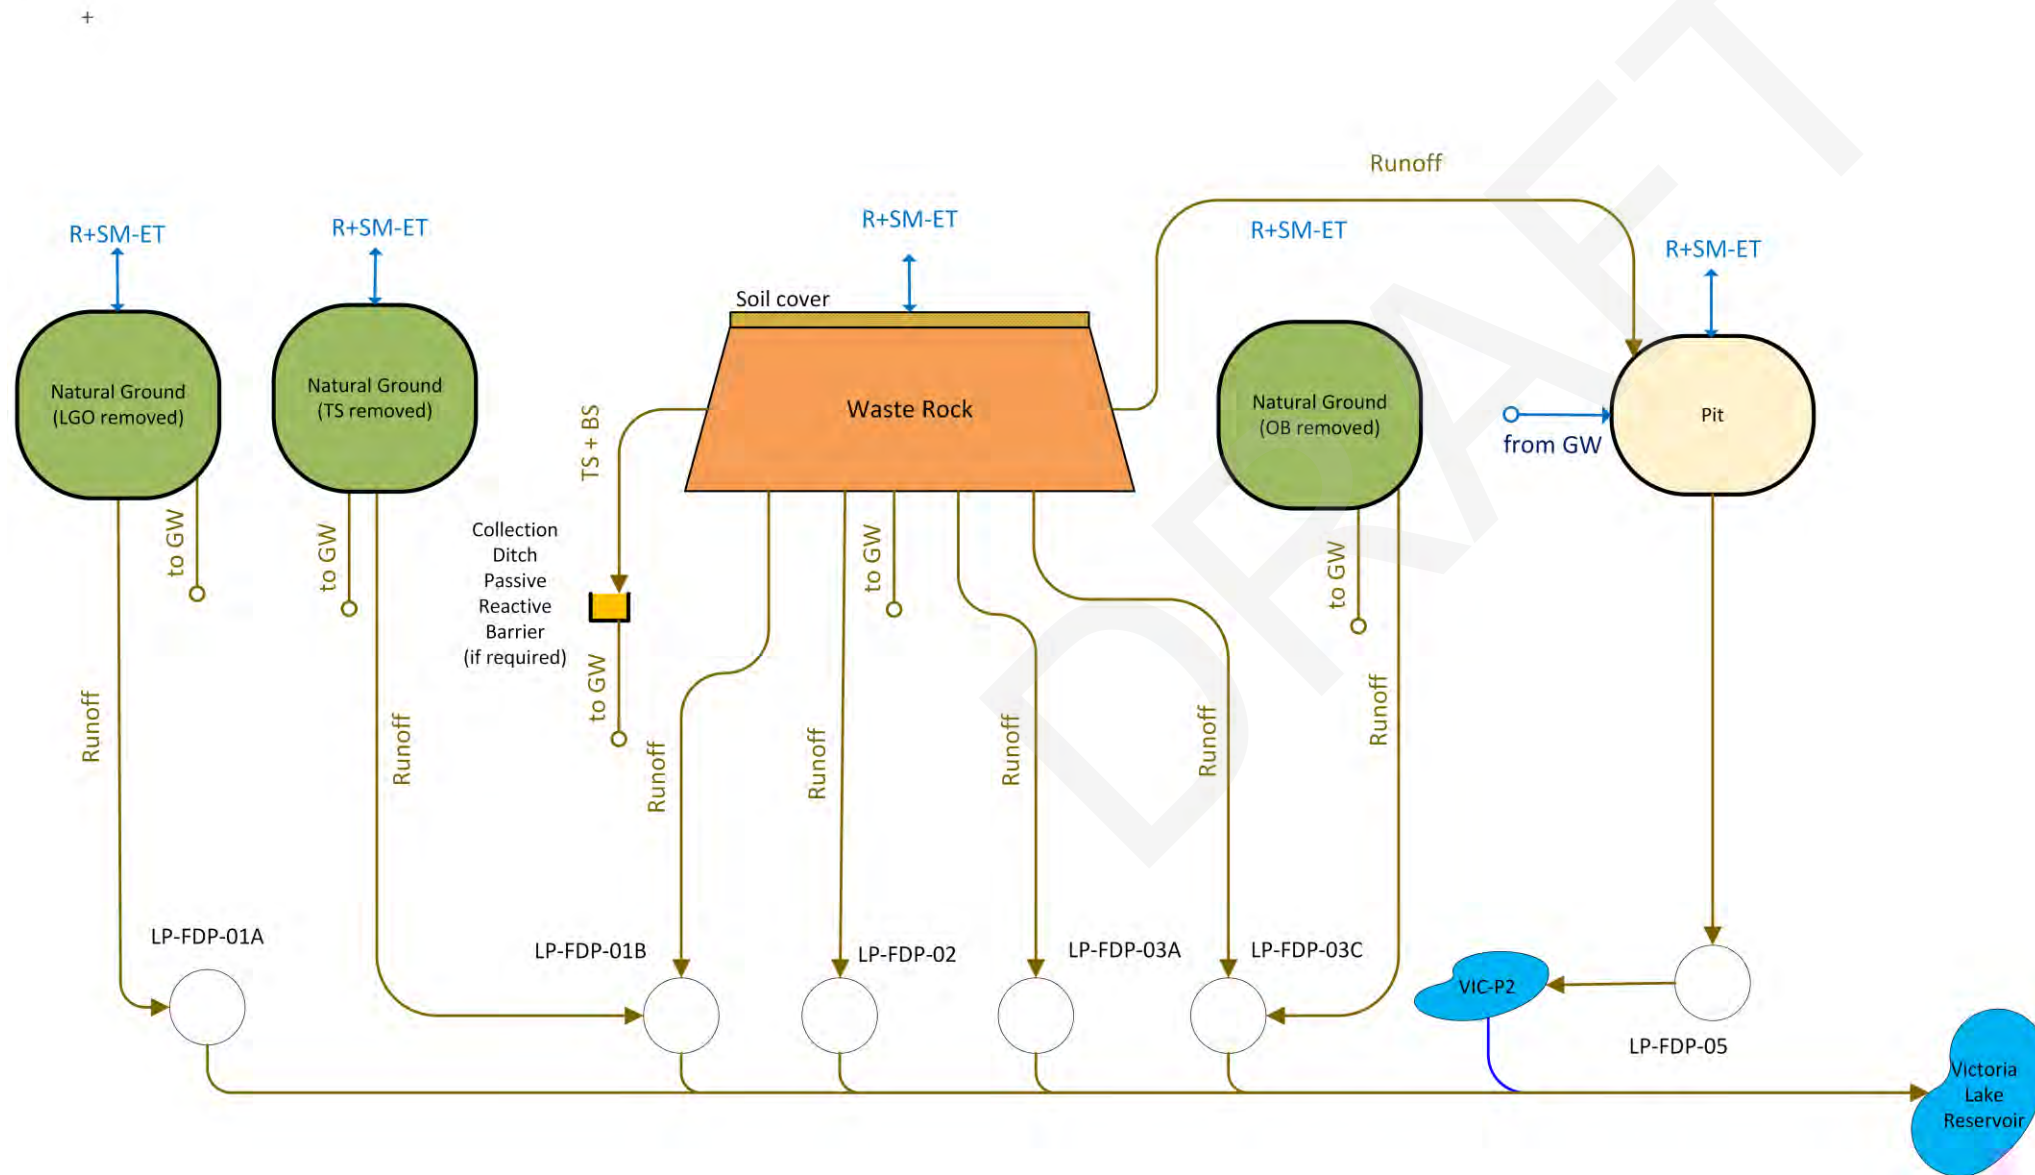 +
Runoff
R+SM-ET
R+SM-ET
R+SM-ET
R+SM-ET
R+SM-ET
Soil cover
Natural Ground
(LGO removed)
Natural Ground
(TS removed)
Waste Rock
Natural Ground
(OB removed)
Pit
from GW
TS + BS
to GW
to GW
to GW
to GW
Collection
Ditch
Passive
Reactive
Barrier
(if required)
to GW
Runoff
Runoff
Runoff
Runoff
Runoff
Runoff
Runoff
LP-FDP-01A
LP-FDP-01B
LP-FDP-02
LP-FDP-03A
LP-FDP-03C
VIC-P2
LP-FDP-05
Victoria
Lake
Reservoir
DRAFT